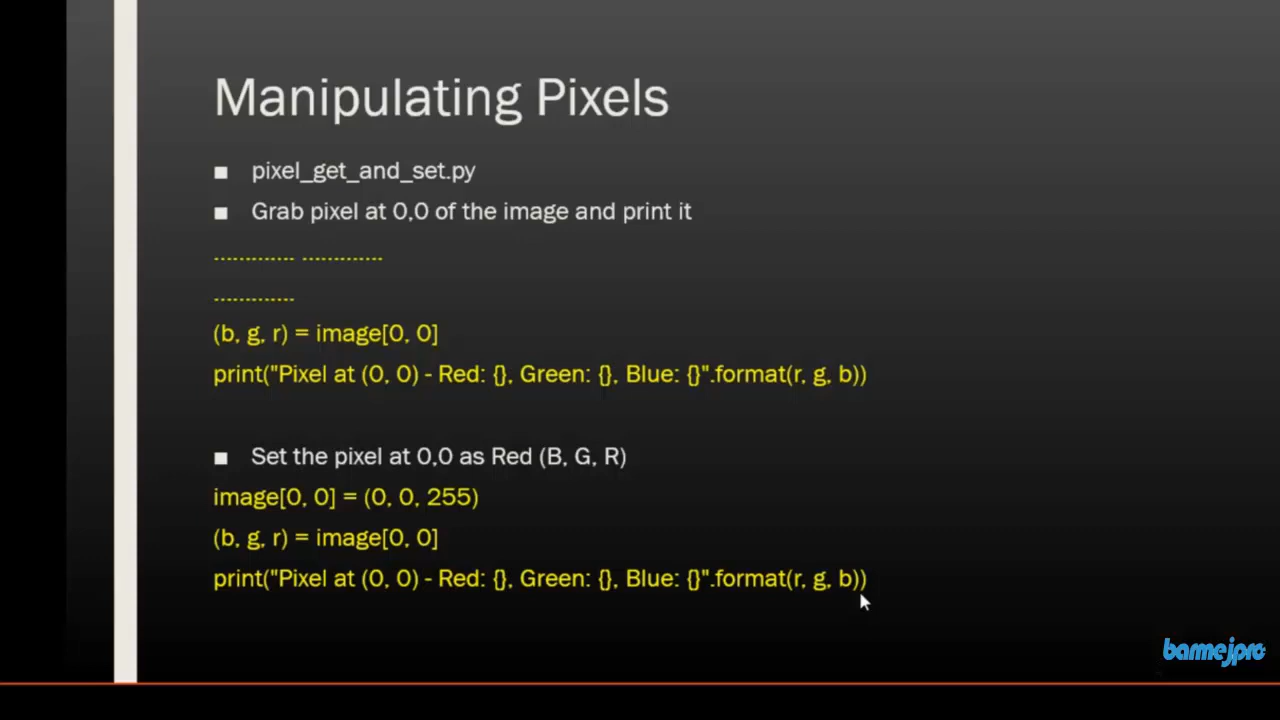 Manipulating Pixels
▪ pixel_get_and_set.py
▪ Grab pixel at 0,0 of the image and print it
------------- -------------
-------------
(b, g, r) = image[0, 0]
print("Pixel at (0, 0) - Red: {}, Green: {}, Blue: {}".format(r, g, b))
▪ Set the pixel at 0,0 as Red (B, G, R)
image[0, 0] = (0, 0, 255)
(b, g, r) = image[0, 0]
print("Pixel at (0, 0) - Red: {}, Green: {}, Blue: {}".format(r, g, b))
barmejpro